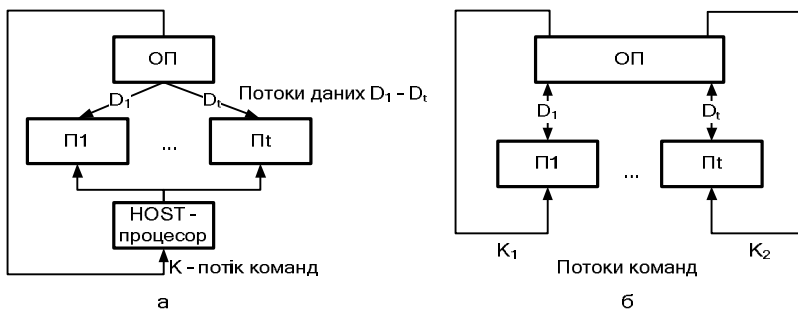 ОП
D1
Dt
Потоки даних D1 - Dt
П1
...
Пt
HOST -
процесор
К - потік команд
а
ОП
D1
Dt
П1
...
Пt
K1
K2
Потоки команд
б